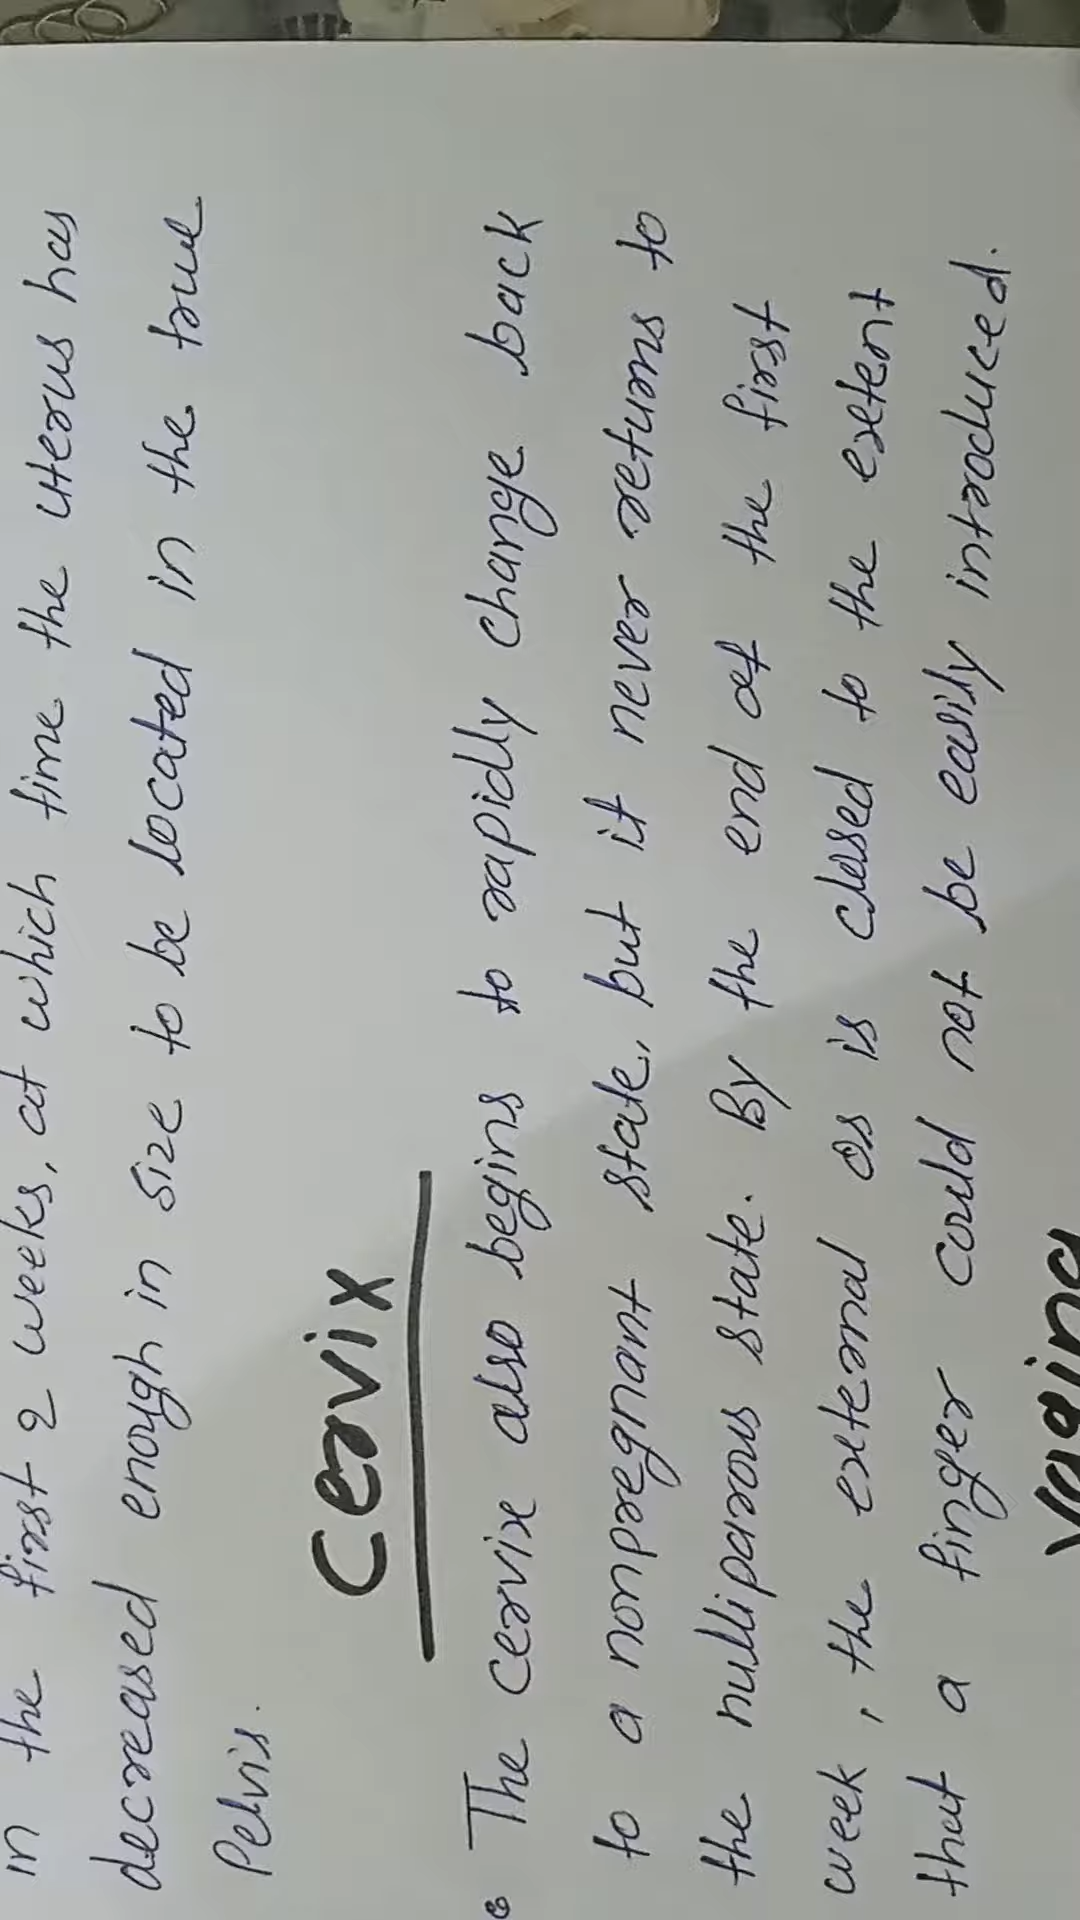 in the first 2 weeks, at which time the uterus has
decreased enough in size to be located in the true
Pelvis.
Cervix
The cervix also begins to rapidly change back
to a nonpregnant state, but it never returns to
the nulliparous state. By the end of the first
week, the external os is closed to the extent
that a finger could not be easily introduced.
Vagina